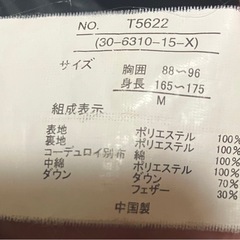 NO. T5622
(30-6310-15-X)
サイズ
胸囲 88~96
身長 165~175
M
組成表示
表地 ポリエステル 100%
裏地 ポリエステル 100%
コーデュロイ別布 綿 100%
中綿 ポリエステル 100%
ダウン ダウン 70%
フェザー 30%
中国製